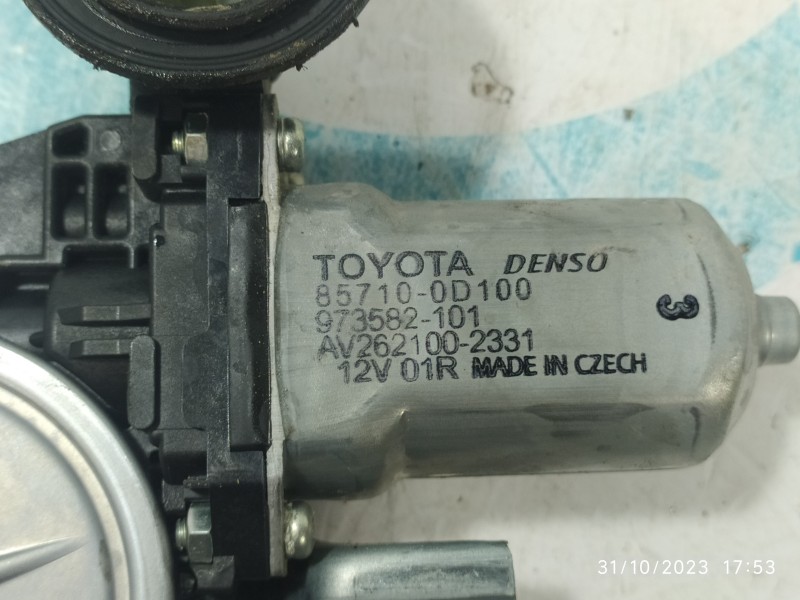 TOYOTA DENSO
85710-0D100
973582-101
AV262100-2331
12V 01R MADE IN CZECH
3
31/10/2023 17:53